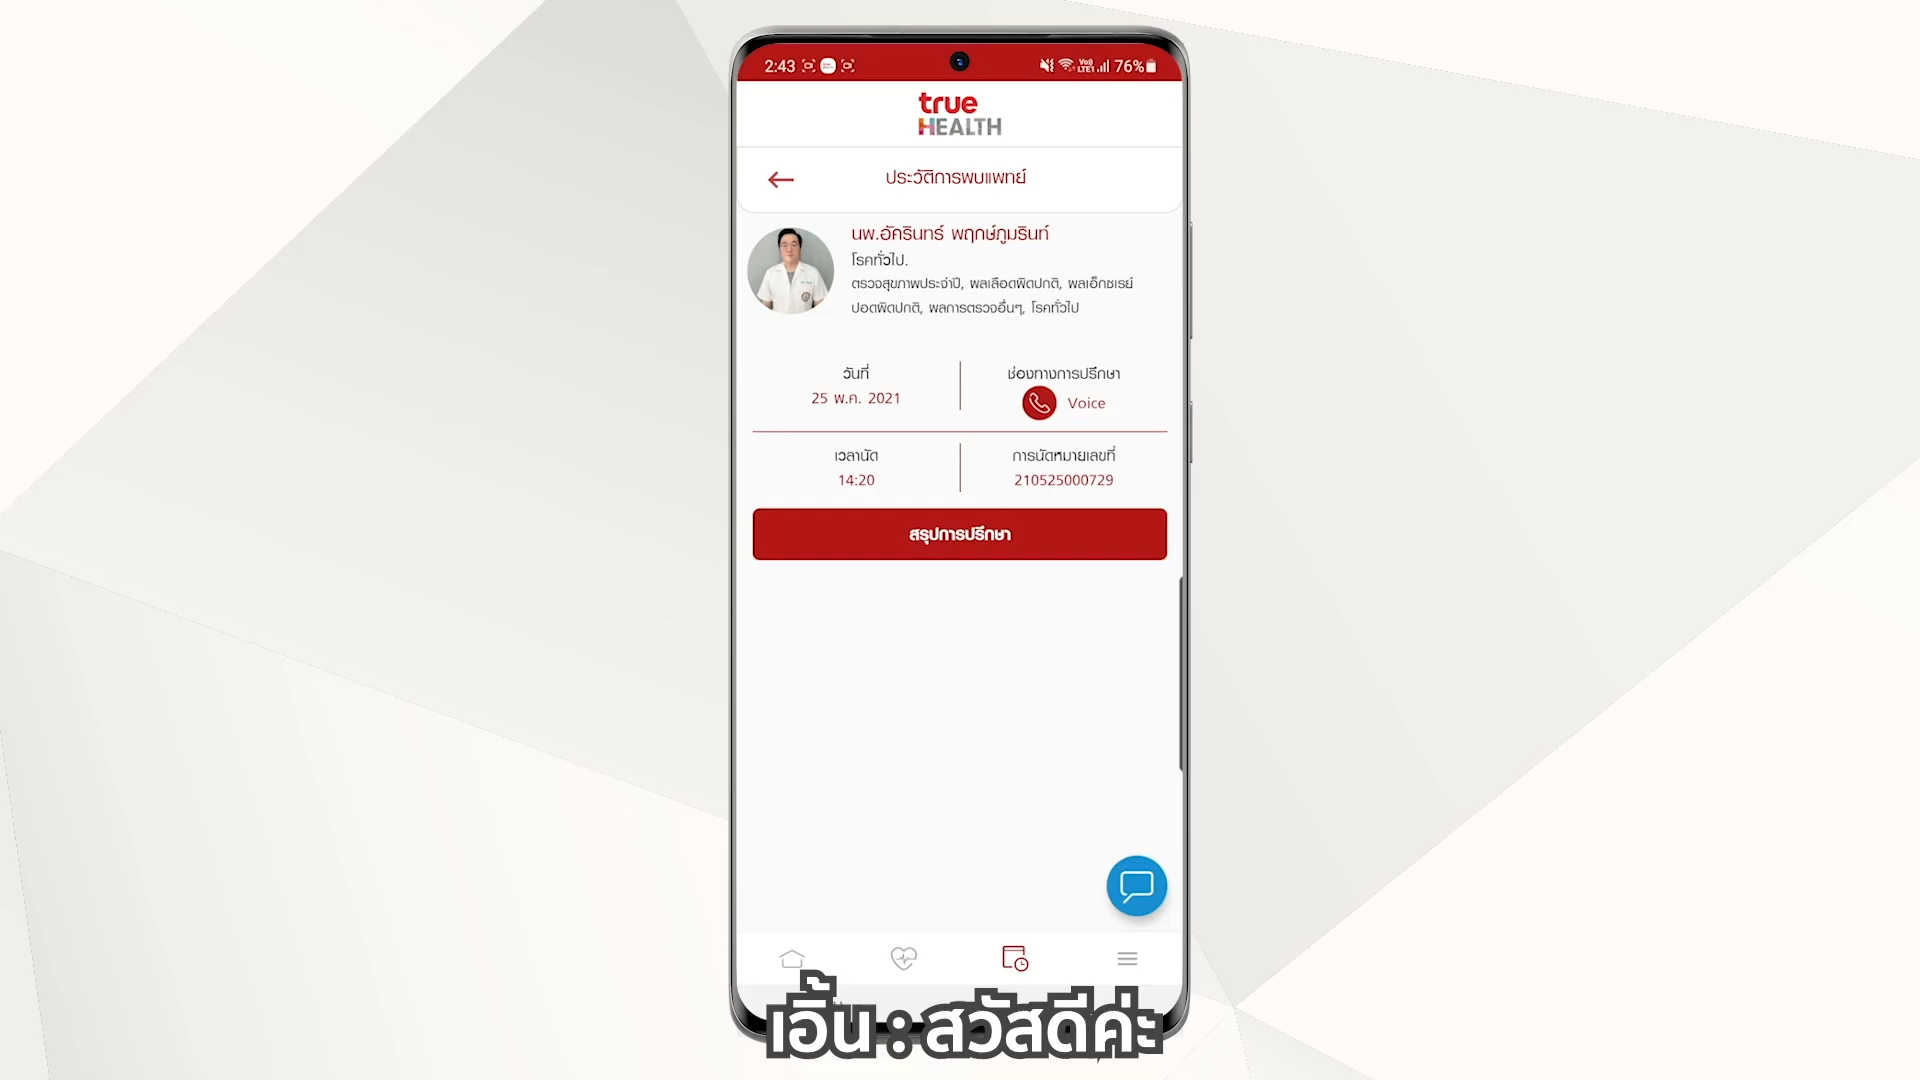 2:43
Vo)) LTE1
76%
true
HEALTH
ประวัติการพบแพทย์
นพ.อัครินทร์ พฤกษ์ภูมรินท์
โรคทั่วไป.
ตรวจสุขภาพประจำปี, ผลเลือดผิดปกติ, ผลเอ็กซเรย์
ปอดผิดปกติ, ผลการตรวจอื่นๆ, โรคทั่วไป
วันที่
25 พ.ค. 2021
ช่องทางการปรึกษา
Voice
เวลานัด
14:20
การนัดหมายเลขที่
210525000729
สรุปการปรึกษา
เอิ้น : สวัสดีค่ะ